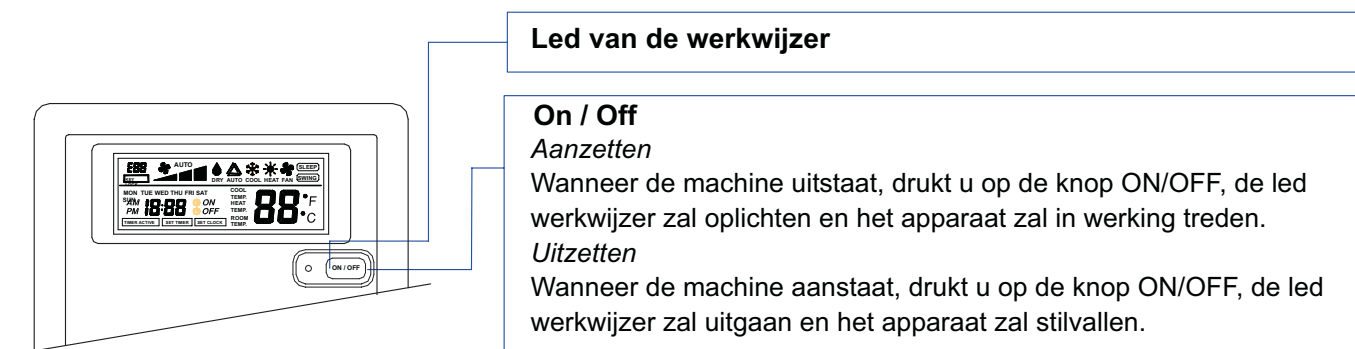 Led van de werkwijzer
On / Off
Aanzetten
Wanneer de machine uitstaat, drukt u op de knop ON/OFF, de led
werkwijzer zal oplichten en het apparaat zal in werking treden.
Uitzetten
Wanneer de machine aanstaat, drukt u op de knop ON/OFF, de led
werkwijzer zal uitgaan en het apparaat zal stilvallen.
E88 AUTO SLEEP
KEY DRY AUTO COOL HEAT FAN SWING
MON TUE WED THU FRI SAT
SUN
AM 18:88 ON
PM OFF
TIMER ACTIVE SET TIMER SET CLOCK
COOL
TEMP.
HEAT
TEMP.
ROOM
TEMP.
88 °F
°C
ON / OFF